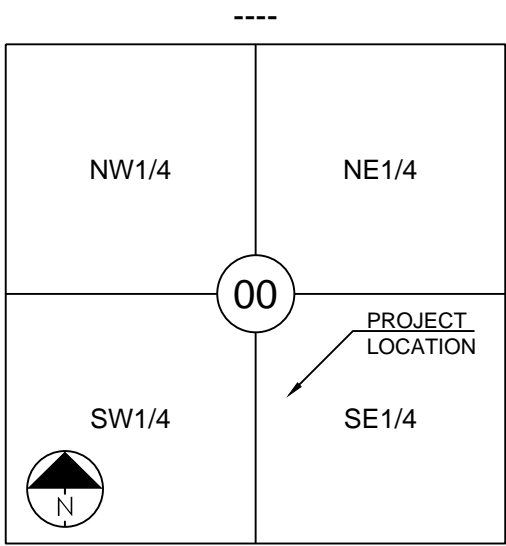 ----
NW1/4
NE1/4
00
PROJECT
LOCATION
SW1/4
SE1/4
N